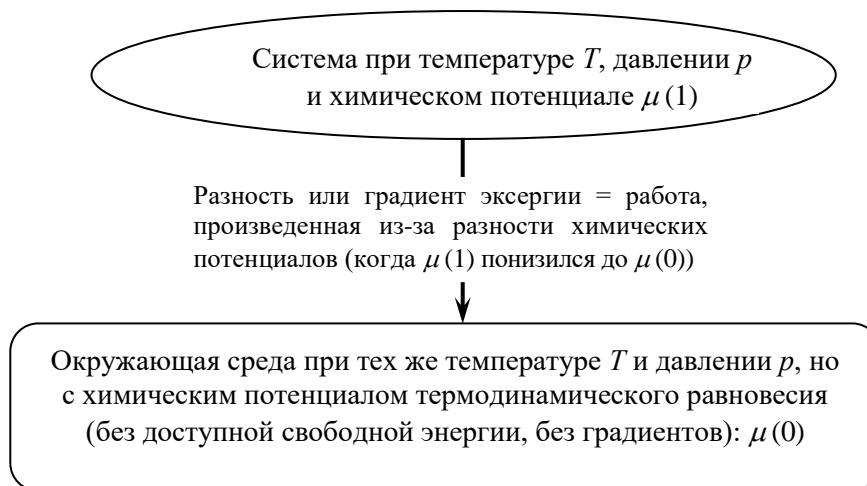 Система при температуре T, давлении p
и химическом потенциале μ (1)
Разность или градиент эксергии = работа,
произведенная из-за разности химических
потенциалов (когда μ (1) понизился до μ (0))
Окружающая среда при тех же температуре T и давлении p, но
с химическим потенциалом термодинамического равновесия
(без доступной свободной энергии, без градиентов): μ (0)